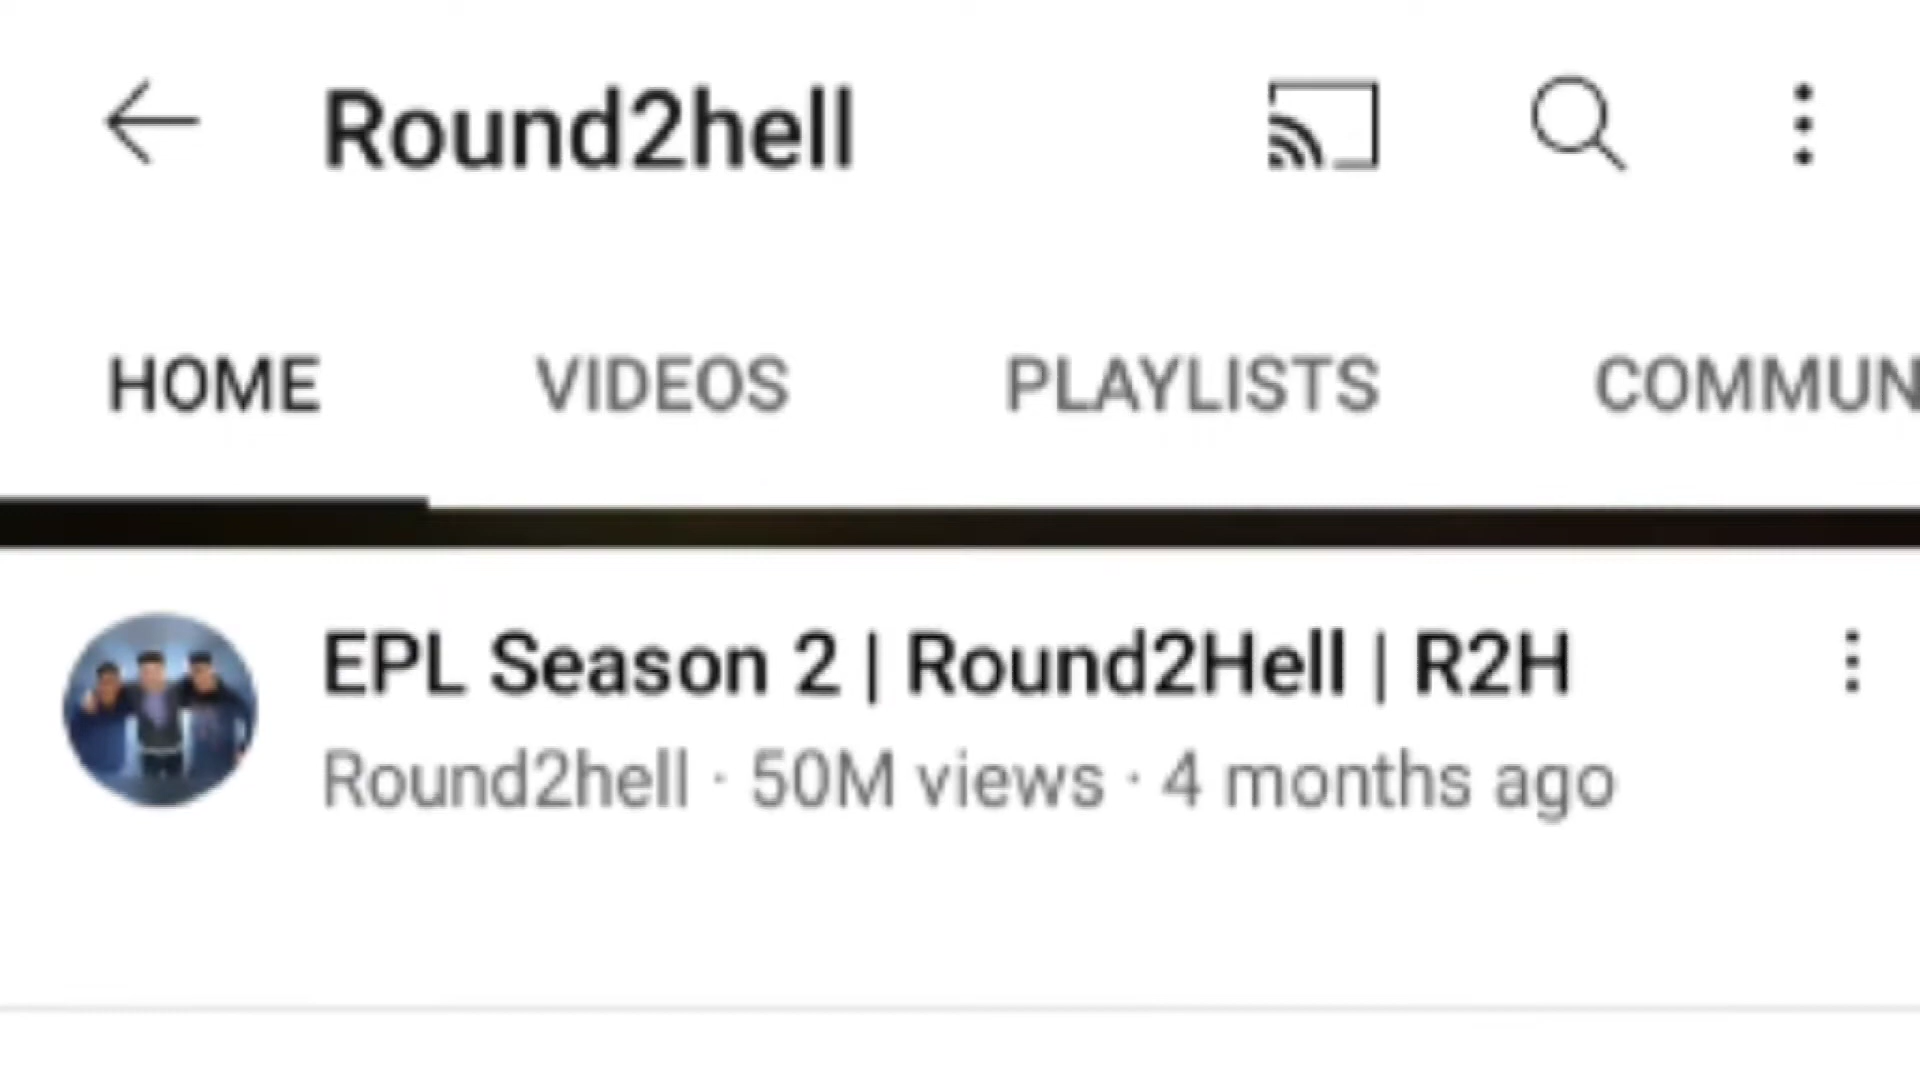 Round2hell
HOME VIDEOS PLAYLISTS COMMUN
EPL Season 2 | Round2Hell | R2H
Round2hell · 50M views · 4 months ago